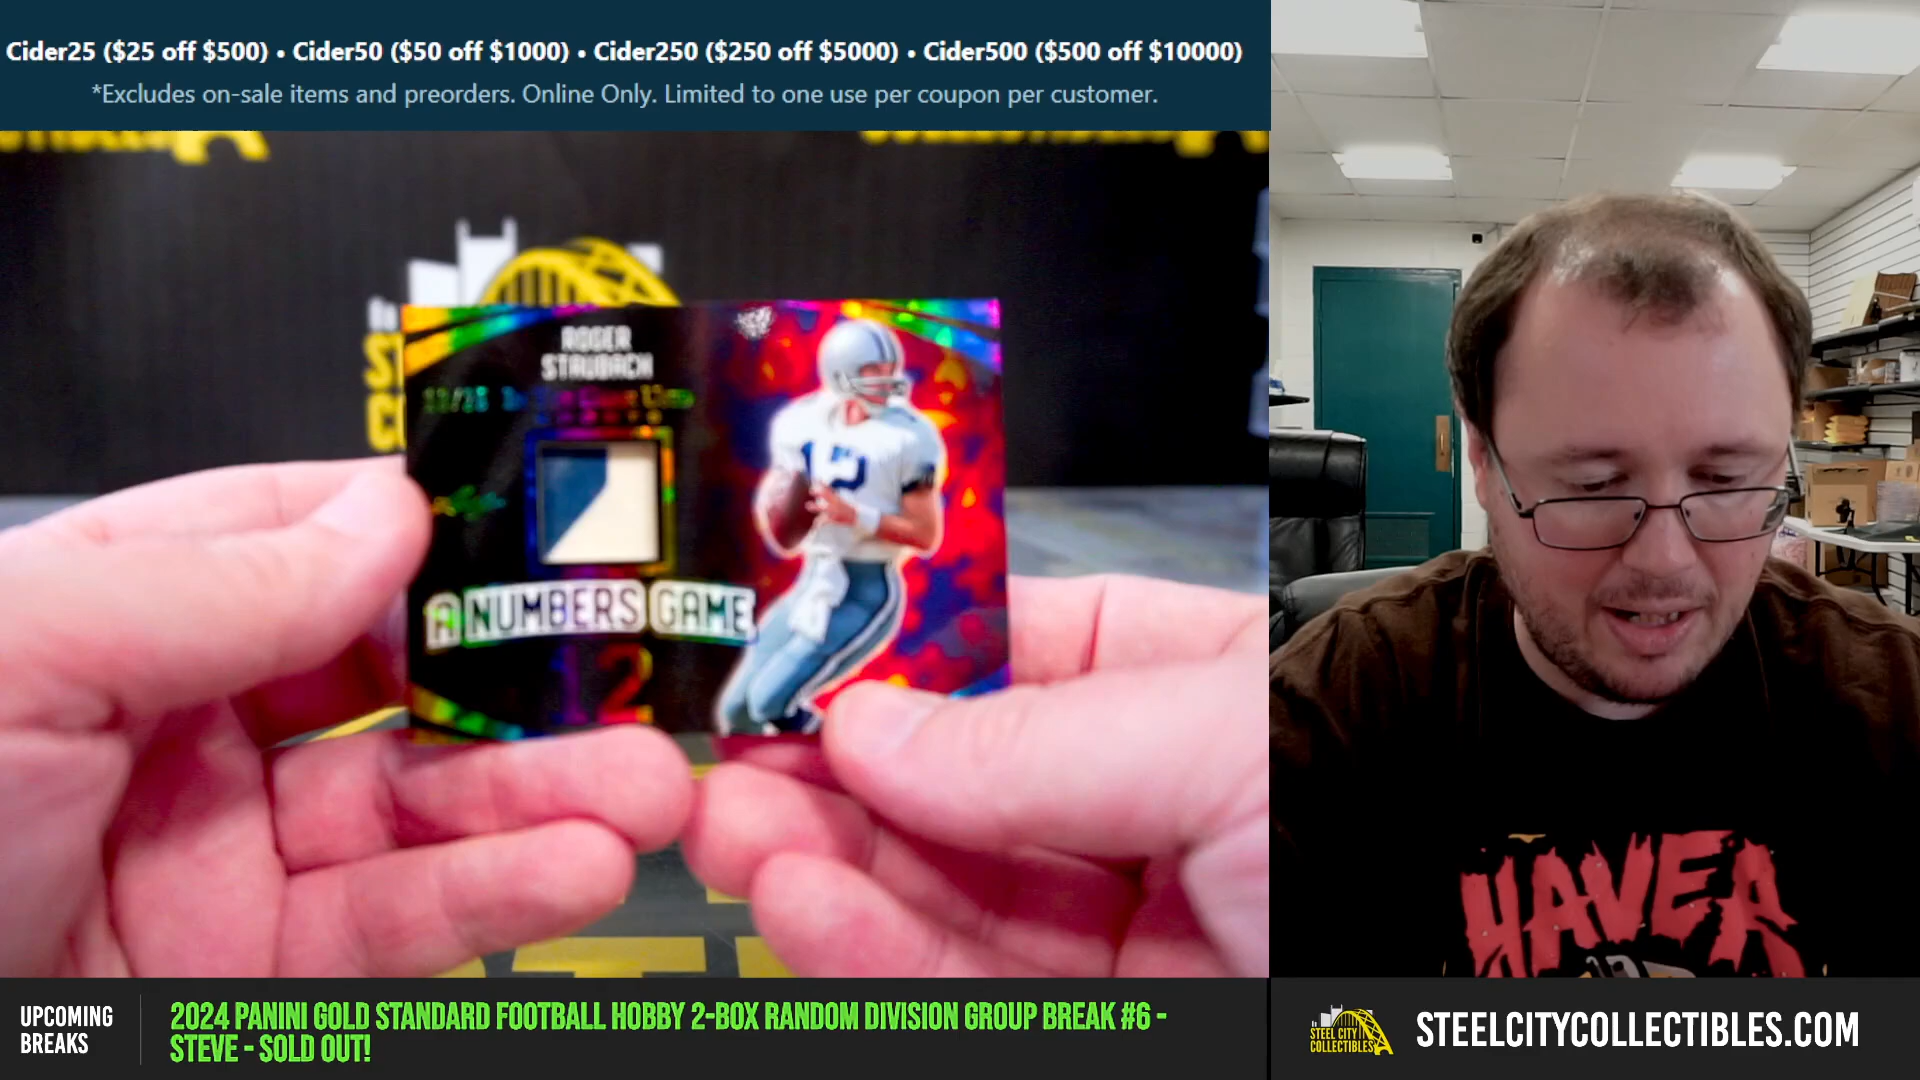 Cider25 ($25 off $500) • Cider50 ($50 off $1000) • Cider250 ($250 off $5000) • Cider500 ($500 off $10000)
*Excludes on-sale items and preorders. Online Only. Limited to one use per coupon per customer.
ROGER
STAUBACH
12
A NUMBERS GAME
12
HAVEA
UPCOMING
BREAKS
2024 PANINI GOLD STANDARD FOOTBALL HOBBY 2-BOX RANDOM DIVISION GROUP BREAK #6 -
STEVE - SOLD OUT!
STEEL CITY
COLLECTIBLES
STEELCITYCOLLECTIBLES.COM